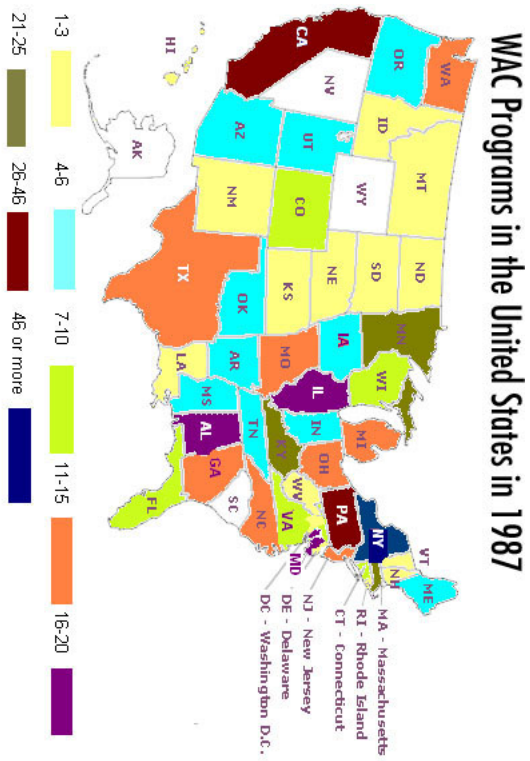 WAC Programs in the United States in 1987
WA
OR
CA
NV
ID
MT
WY
UT
AZ
NM
CO
ND
SD
NE
KS
OK
TX
MN
IA
MO
AR
LA
WI
IL
MS
MI
IN
KY
TN
AL
OH
WV
VA
NC
SC
GA
FL
PA
NY
MD
VT
NH
ME
HI
AK
MA - Massachusetts
RI - Rhode Island
CT - Connecticut
NJ - New Jersey
DE - Delaware
DC - Washington D.C.
1-3
4-6
7-10
11-15
16-20
21-25
26-46
46 or more